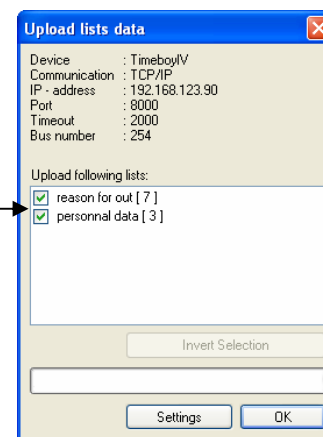 Upload lists data
Device : TimeboyIV
Communication : TCP/IP
IP - address : 192.168.123.90
Port : 8000
Timeout : 2000
Bus number : 254
Upload following lists:
reason for out [ 7 ]
personnal data [ 3 ]
Invert Selection
Settings OK